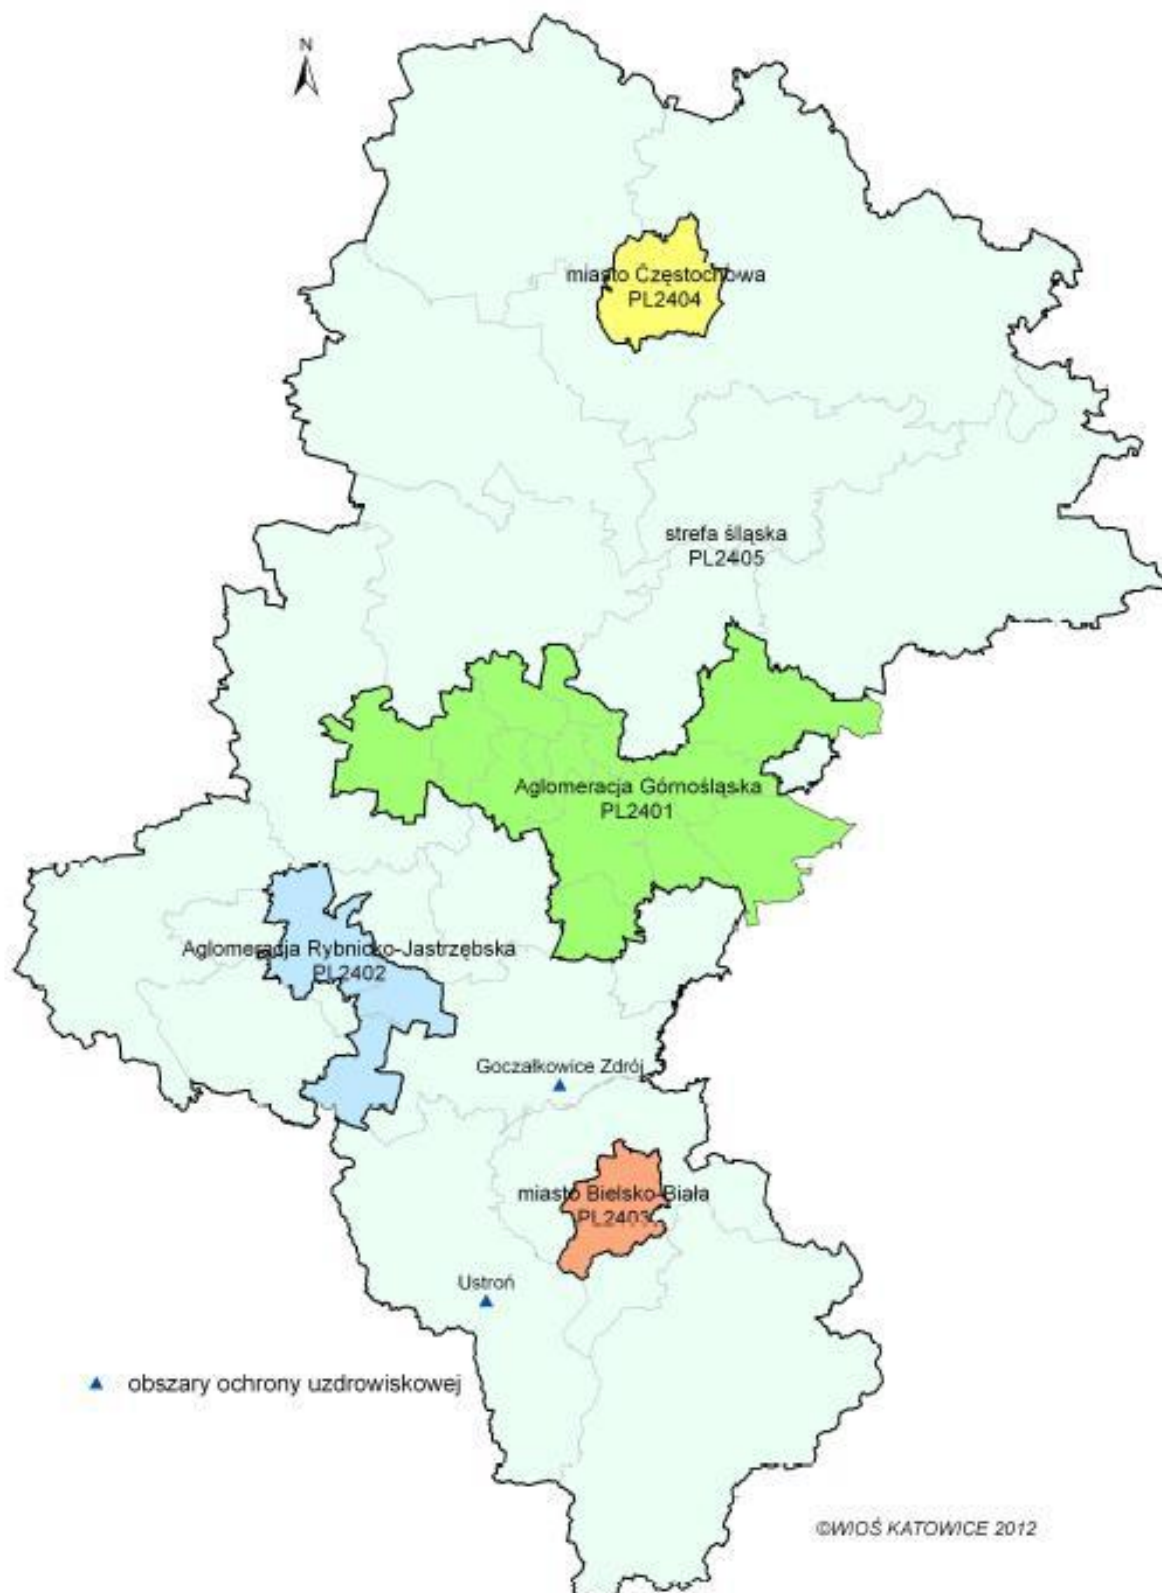 N
miasto Częstochowa
PL2404
strefa śląska
PL2405
Aglomeracja Górnośląska
PL2401
Aglomeracja Rybnicko-Jastrzębska
PL2402
Goczałkowice Zdrój
miasto Bielsko-Biała
PL2403
Ustroń
obszary ochrony uzdrowiskowej
©WIOŚ KATOWICE 2012